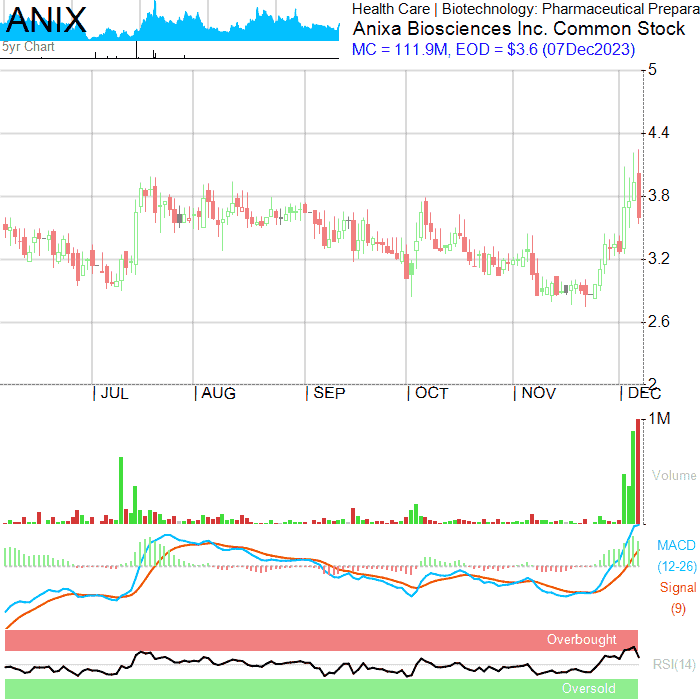 ANIX
5yr Chart
Health Care | Biotechnology: Pharmaceutical Prepara
Anixa Biosciences Inc. Common Stock
MC = 111.9M, EOD = $3.6 (07Dec2023)
5
4.4
3.8
3.2
2.6
2
JUL AUG SEP OCT NOV DEC
1M
Volume
MACD
(12-26)
Signal
(9)
Overbought
RSI(14)
Oversold